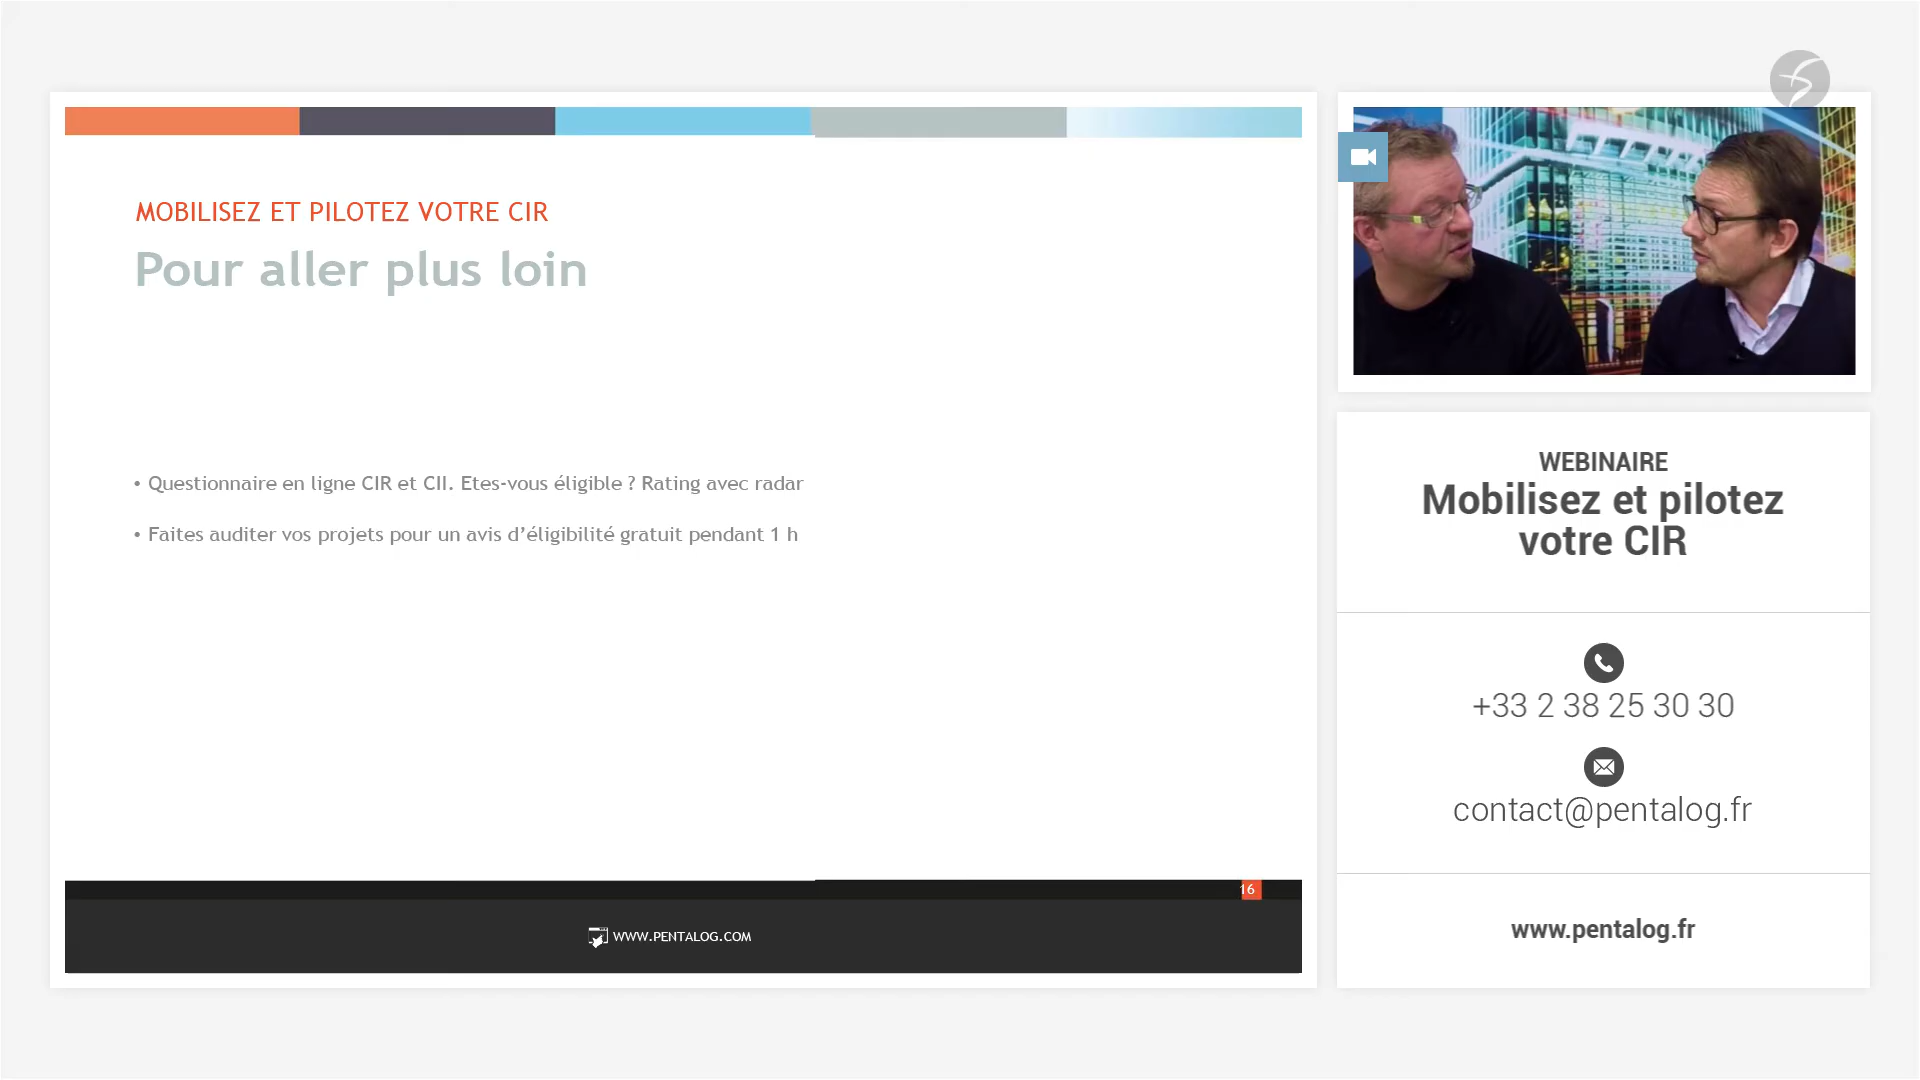 MOBILISEZ ET PILOTEZ VOTRE CIR
Pour aller plus loin
• Questionnaire en ligne CIR et CII. Etes-vous éligible ? Rating avec radar
• Faites auditer vos projets pour un avis d’éligibilité gratuit pendant 1 h
16
WWW.PENTALOG.COM
WEBINAIRE
Mobilisez et pilotez
votre CIR
+33 2 38 25 30 30
contact@pentalog.fr
www.pentalog.fr